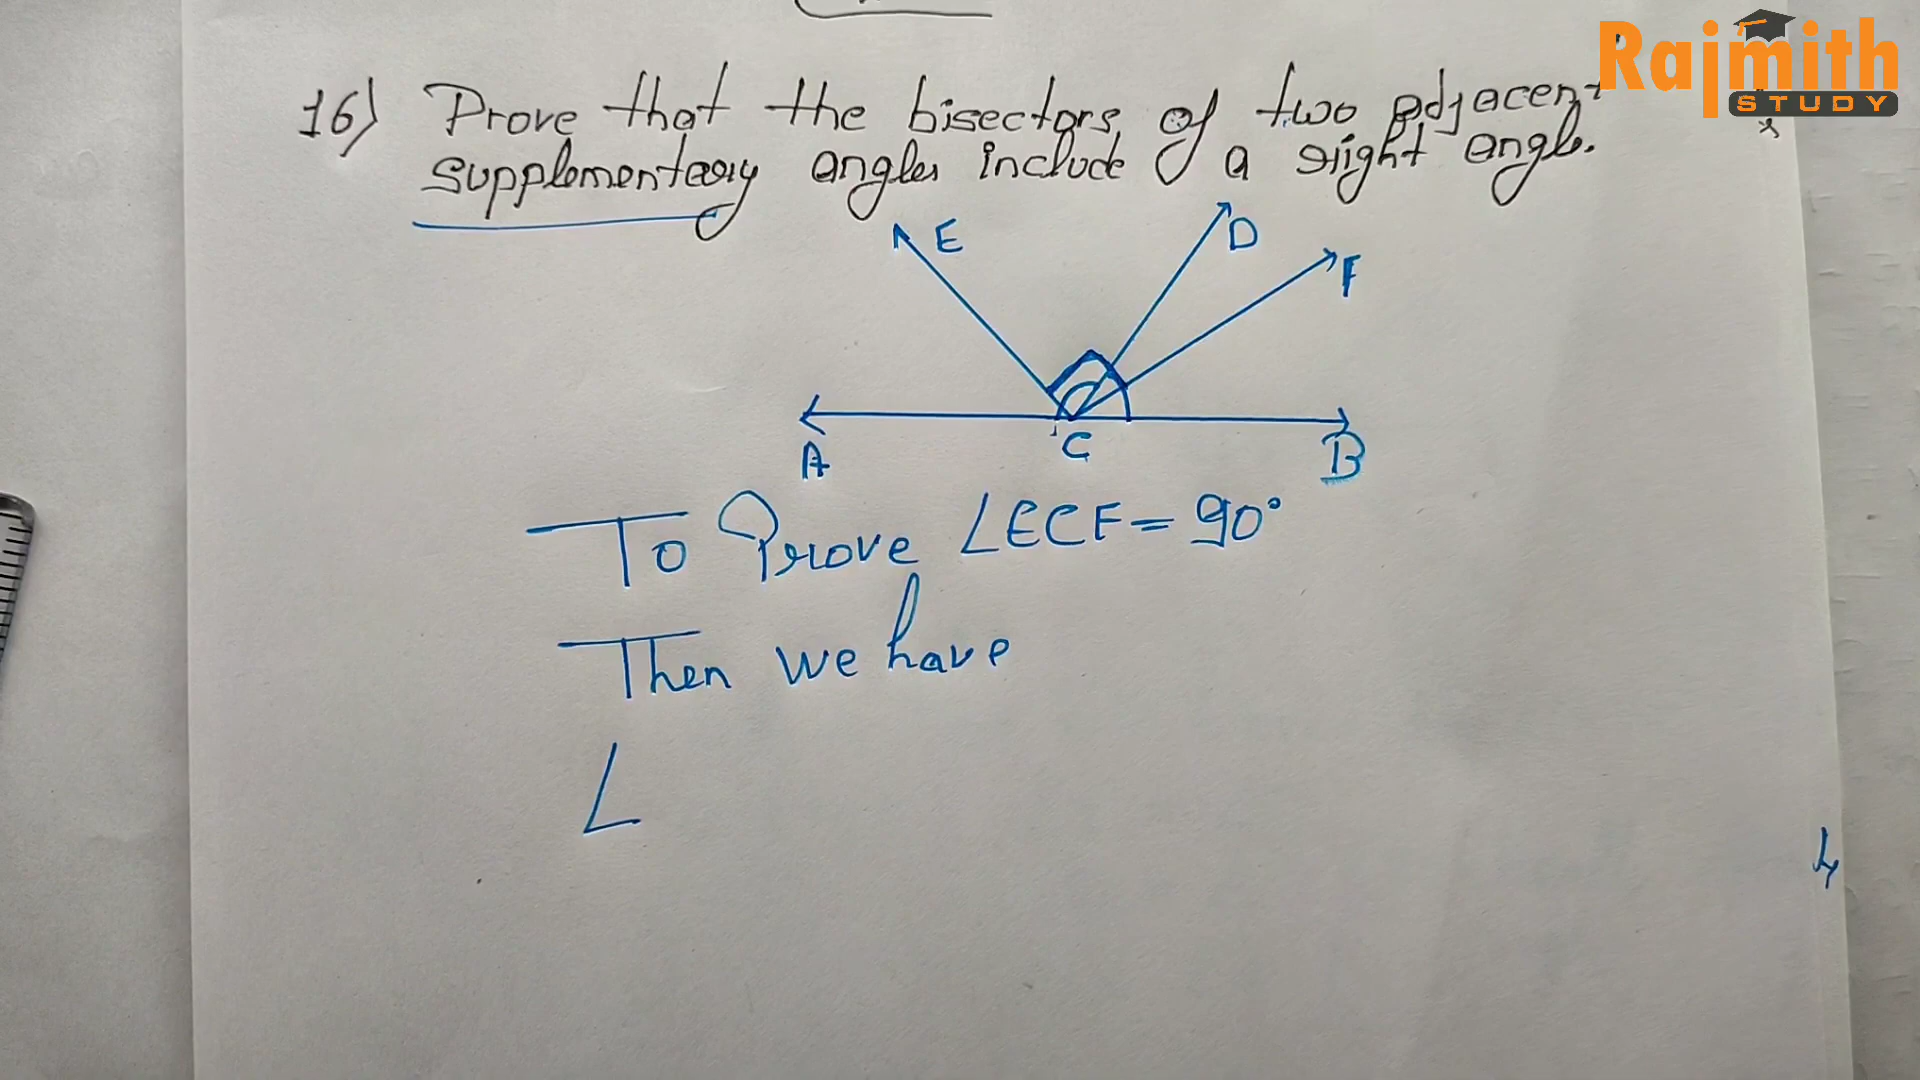 Rajmith
STUDY
16) Prove that the bisectors of two adjacent
supplementary angles include a right angle.
E
D
F
A
C
B
To Prove ∠ECF = 90°
Then we have
∠